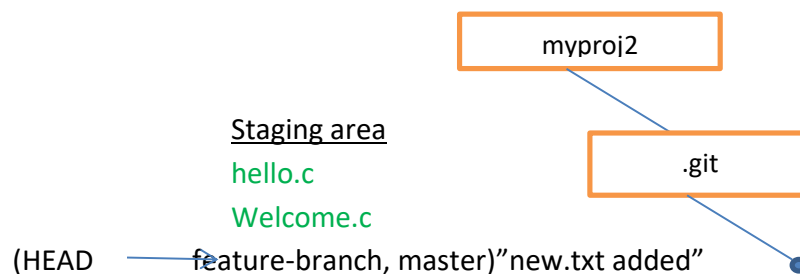 myproj2
Staging area
hello.c
.git
Welcome.c
(HEAD feature-branch, master)”new.txt added”